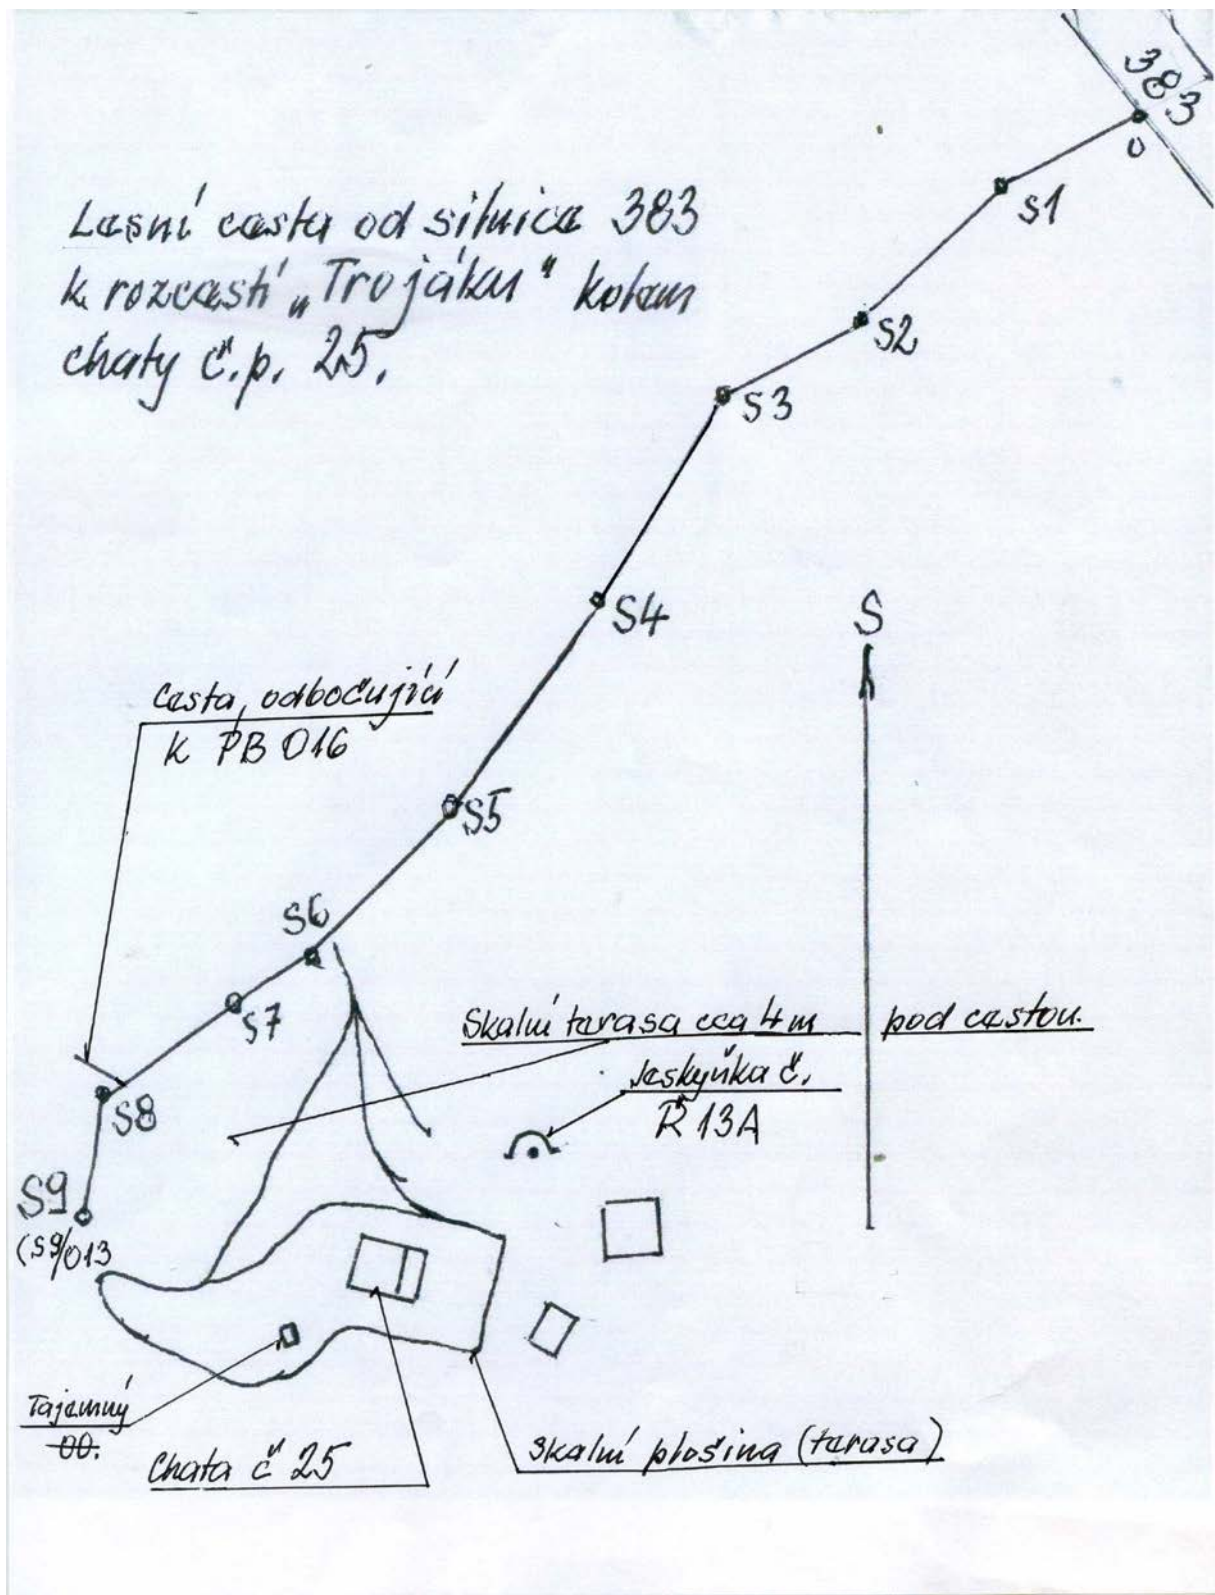 Lesní cesta od silnice 383
k rozcestí „Trojáku“ kolem
chaty č.p. 25.
383
0
S1
S2
S3
S4
S
Cesta, odbočující
k PB 016
S5
S6
S7
Skalní terasa cca 4m pod cestou.
Jeskyňka č.
Ř 13A
S8
S9
(S9/013
Tajemný
00.
Chata č 25
Skalní plošina (terasa)